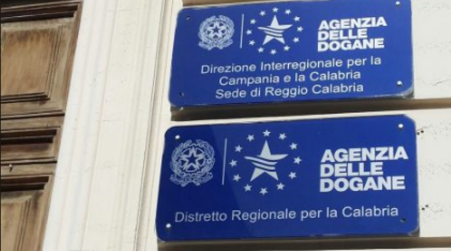 AGENZIA
DELLE
DOGANE
Direzione Interregionale per la
Campania e la Calabria
Sede di Reggio Calabria
AGENZIA
DELLE
DOGANE
Distretto Regionale per la Calabria